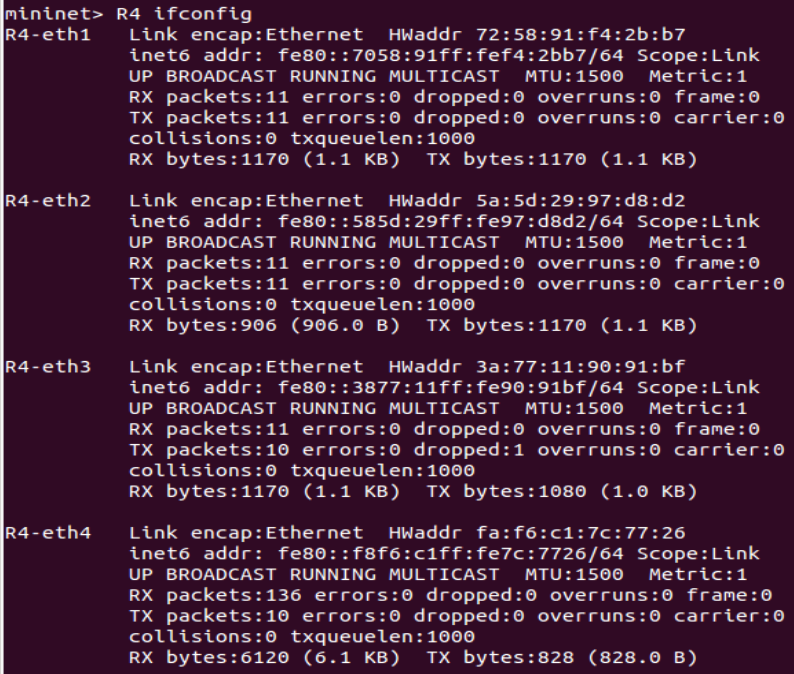 mininet> R4 ifconfig
R4-eth1   Link encap:Ethernet  HWaddr 72:58:91:f4:2b:b7
          inet6 addr: fe80::7058:91ff:fef4:2bb7/64 Scope:Link
          UP BROADCAST RUNNING MULTICAST  MTU:1500  Metric:1
          RX packets:11 errors:0 dropped:0 overruns:0 frame:0
          TX packets:11 errors:0 dropped:0 overruns:0 carrier:0
          collisions:0 txqueuelen:1000
          RX bytes:1170 (1.1 KB)  TX bytes:1170 (1.1 KB)

R4-eth2   Link encap:Ethernet  HWaddr 5a:5d:29:97:d8:d2
          inet6 addr: fe80::585d:29ff:fe97:d8d2/64 Scope:Link
          UP BROADCAST RUNNING MULTICAST  MTU:1500  Metric:1
          RX packets:11 errors:0 dropped:0 overruns:0 frame:0
          TX packets:11 errors:0 dropped:0 overruns:0 carrier:0
          collisions:0 txqueuelen:1000
          RX bytes:906 (906.0 B)  TX bytes:1170 (1.1 KB)

R4-eth3   Link encap:Ethernet  HWaddr 3a:77:11:90:91:bf
          inet6 addr: fe80::3877:11ff:fe90:91bf/64 Scope:Link
          UP BROADCAST RUNNING MULTICAST  MTU:1500  Metric:1
          RX packets:11 errors:0 dropped:0 overruns:0 frame:0
          TX packets:10 errors:0 dropped:1 overruns:0 carrier:0
          collisions:0 txqueuelen:1000
          RX bytes:1170 (1.1 KB)  TX bytes:1080 (1.0 KB)

R4-eth4   Link encap:Ethernet  HWaddr fa:f6:c1:7c:77:26
          inet6 addr: fe80::f8f6:c1ff:fe7c:7726/64 Scope:Link
          UP BROADCAST RUNNING MULTICAST  MTU:1500  Metric:1
          RX packets:136 errors:0 dropped:0 overruns:0 frame:0
          TX packets:10 errors:0 dropped:0 overruns:0 carrier:0
          collisions:0 txqueuelen:1000
          RX bytes:6120 (6.1 KB)  TX bytes:828 (828.0 B)